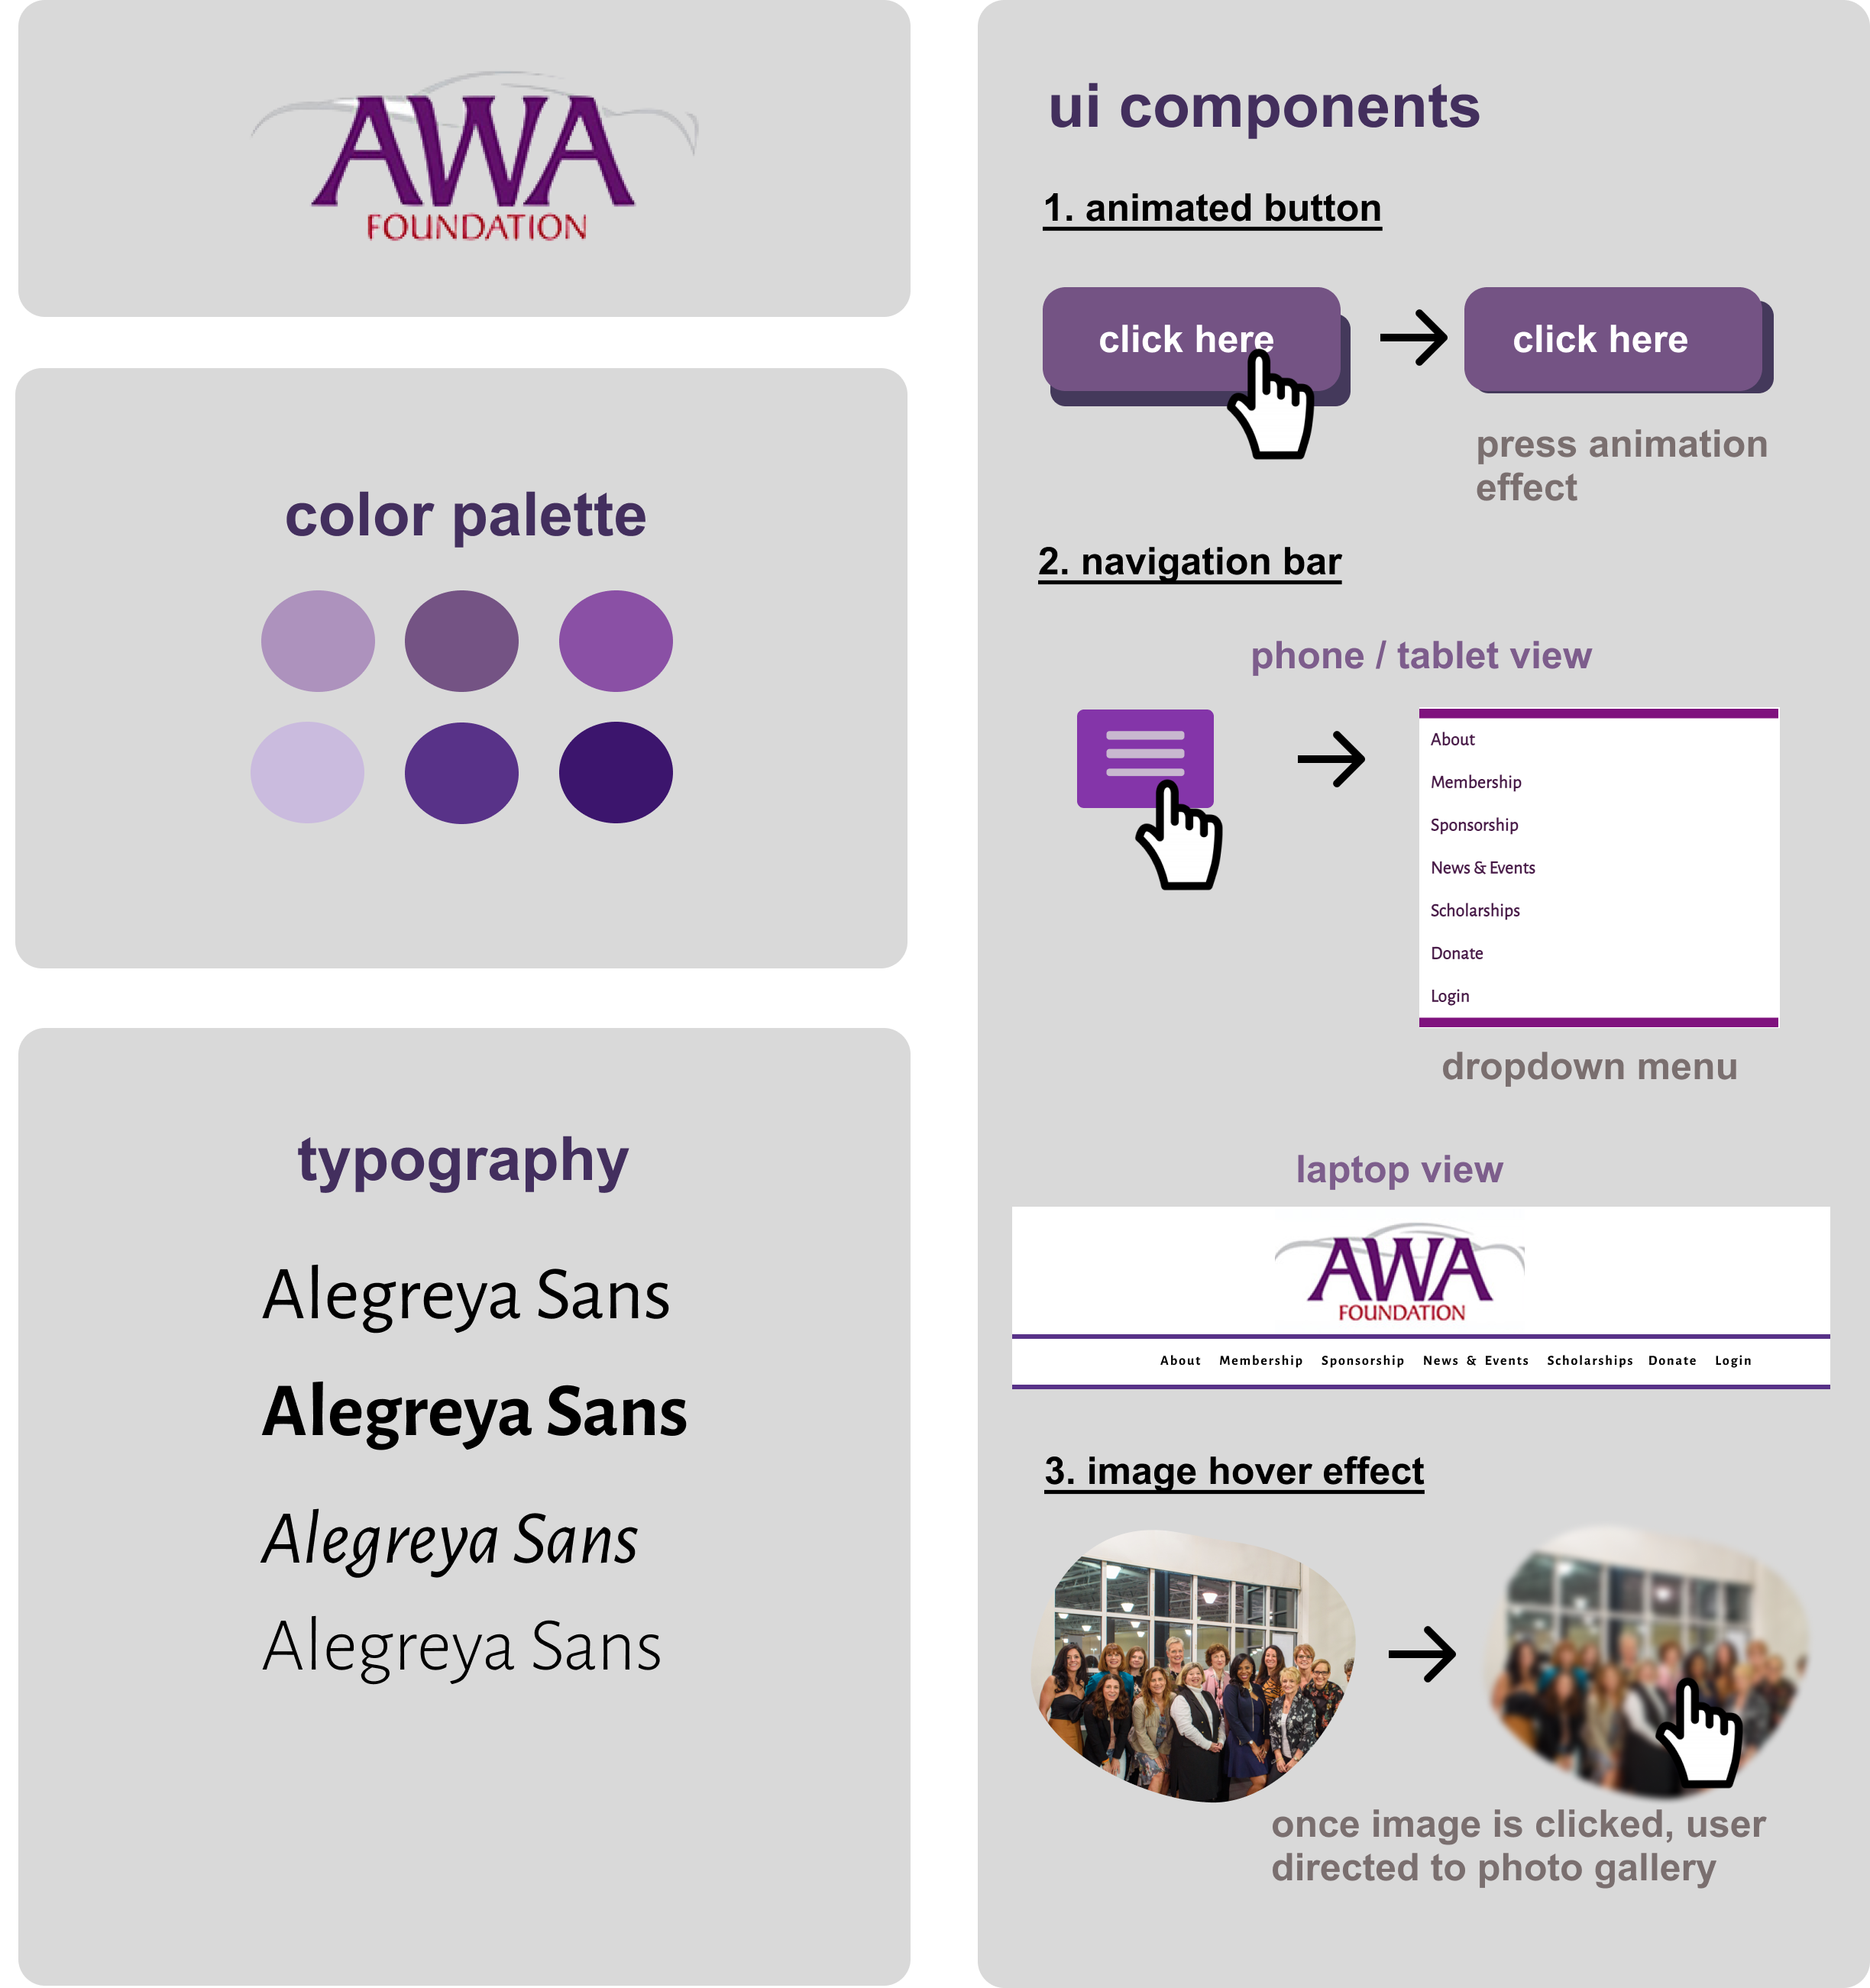 AWA
FOUNDATION
color palette
typography
Alegreya Sans
Alegreya Sans
Alegreya Sans
Alegreya Sans
ui components
1. animated button
click here
click here
press animation
effect
2. navigation bar
phone / tablet view
About
Membership
Sponsorship
News & Events
Scholarships
Donate
Login
dropdown menu
laptop view
AWA
FOUNDATION
About Membership Sponsorship News & Events Scholarships Donate Login
3. image hover effect
once image is clicked, user
directed to photo gallery